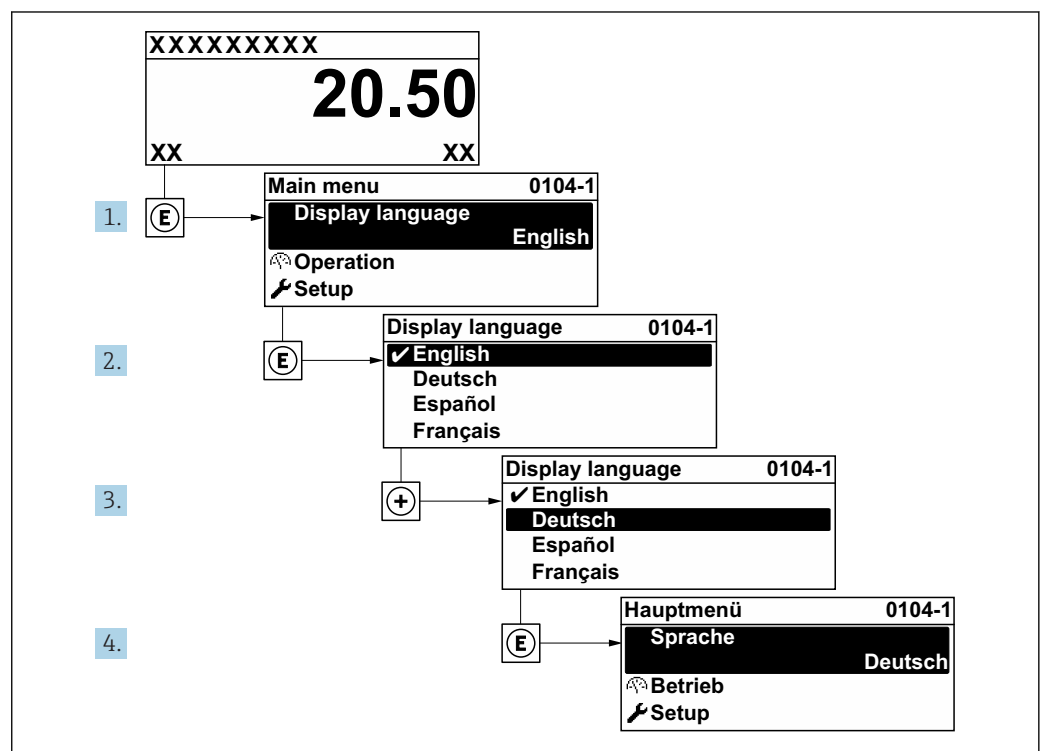 XXXXXXXXX
20.50
XX XX
1.
E
Main menu 0104-1
Display language
English
Operation
Setup
2.
E
Display language 0104-1
✔English
Deutsch
Español
Français
3.
+
Display language 0104-1
✔English
Deutsch
Español
Français
4.
E
Hauptmenü 0104-1
Sprache
Deutsch
Betrieb
Setup